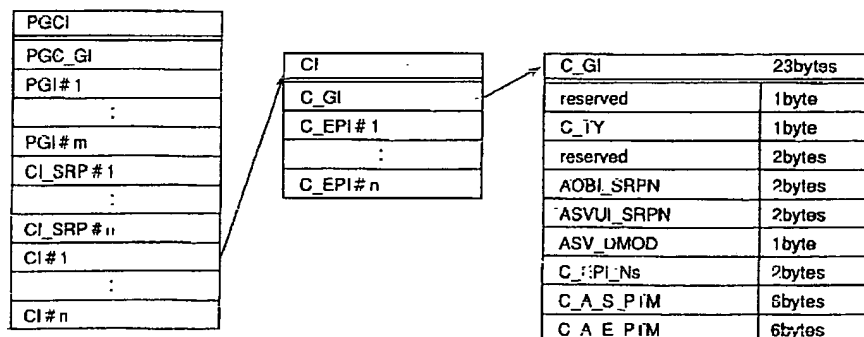 PGCI
PGC_GI
PGI#1
:
PGI#m
CI_SRP#1
:
CI_SRP#n
CI#1
:
CI#n
CI
C_GI
C_EPI#1
:
C_EPI#n
C_GI 23bytes
reserved 1byte
C_TY 1byte
reserved 2bytes
AOBI_SRPN 2bytes
ASVUI_SRPN 2bytes
ASV_DMOD 1byte
C_EPI_Ns 2bytes
C_A_S_PTM 6bytes
C_A_E_PTM 6bytes